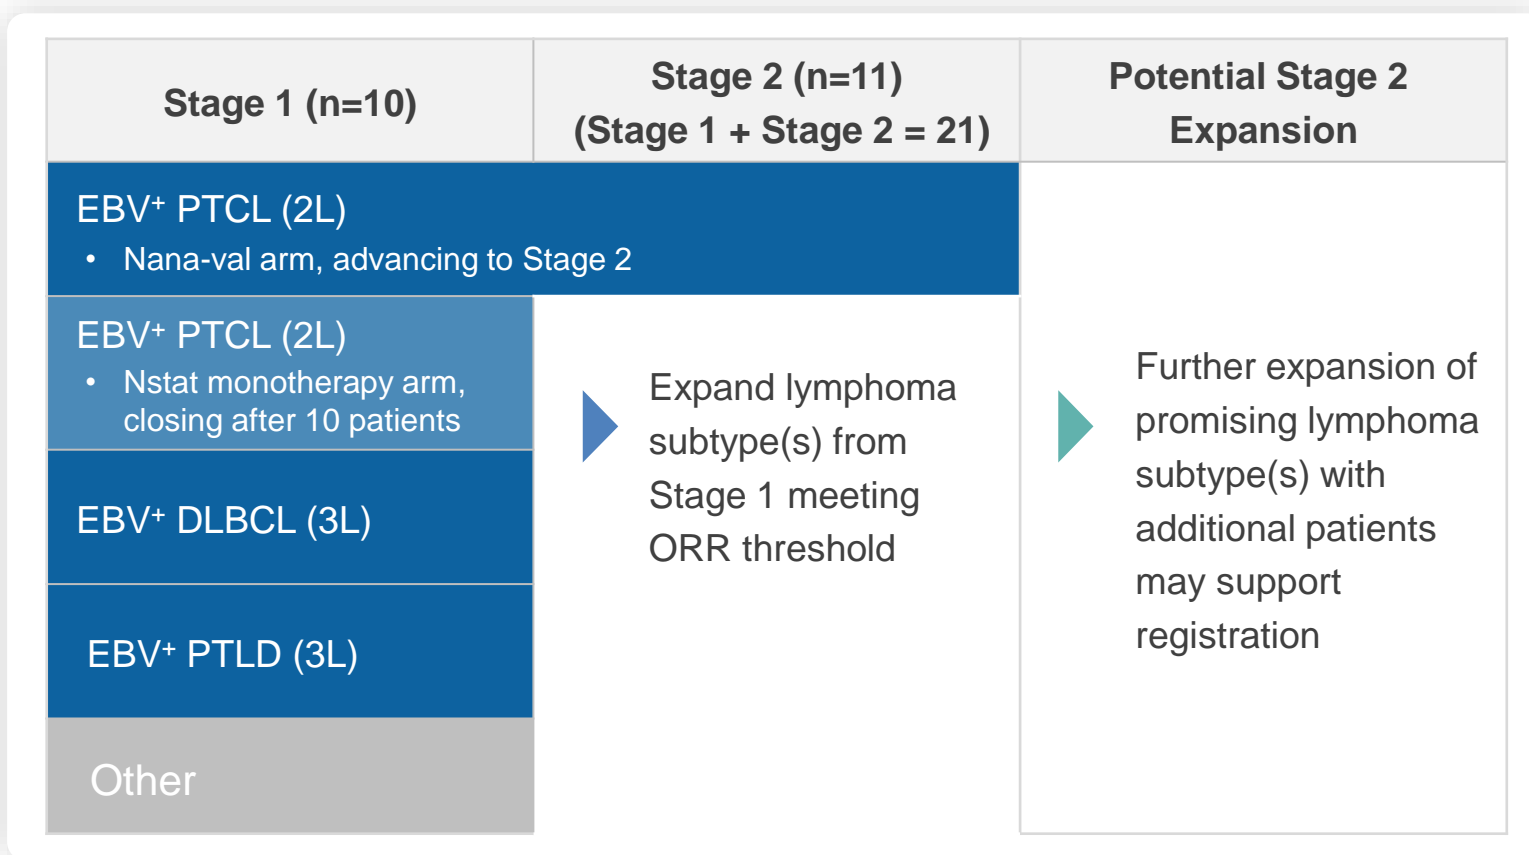 Stage 1 (n=10)
Stage 2 (n=11)
(Stage 1 + Stage 2 = 21)
Potential Stage 2
Expansion
EBV⁺ PTCL (2L)
• Nana-val arm, advancing to Stage 2
EBV⁺ PTCL (2L)
• Nstat monotherapy arm,
closing after 10 patients
EBV⁺ DLBCL (3L)
EBV⁺ PTLD (3L)
Other
Expand lymphoma
subtype(s) from
Stage 1 meeting
ORR threshold
Further expansion of
promising lymphoma
subtype(s) with
additional patients
may support
registration